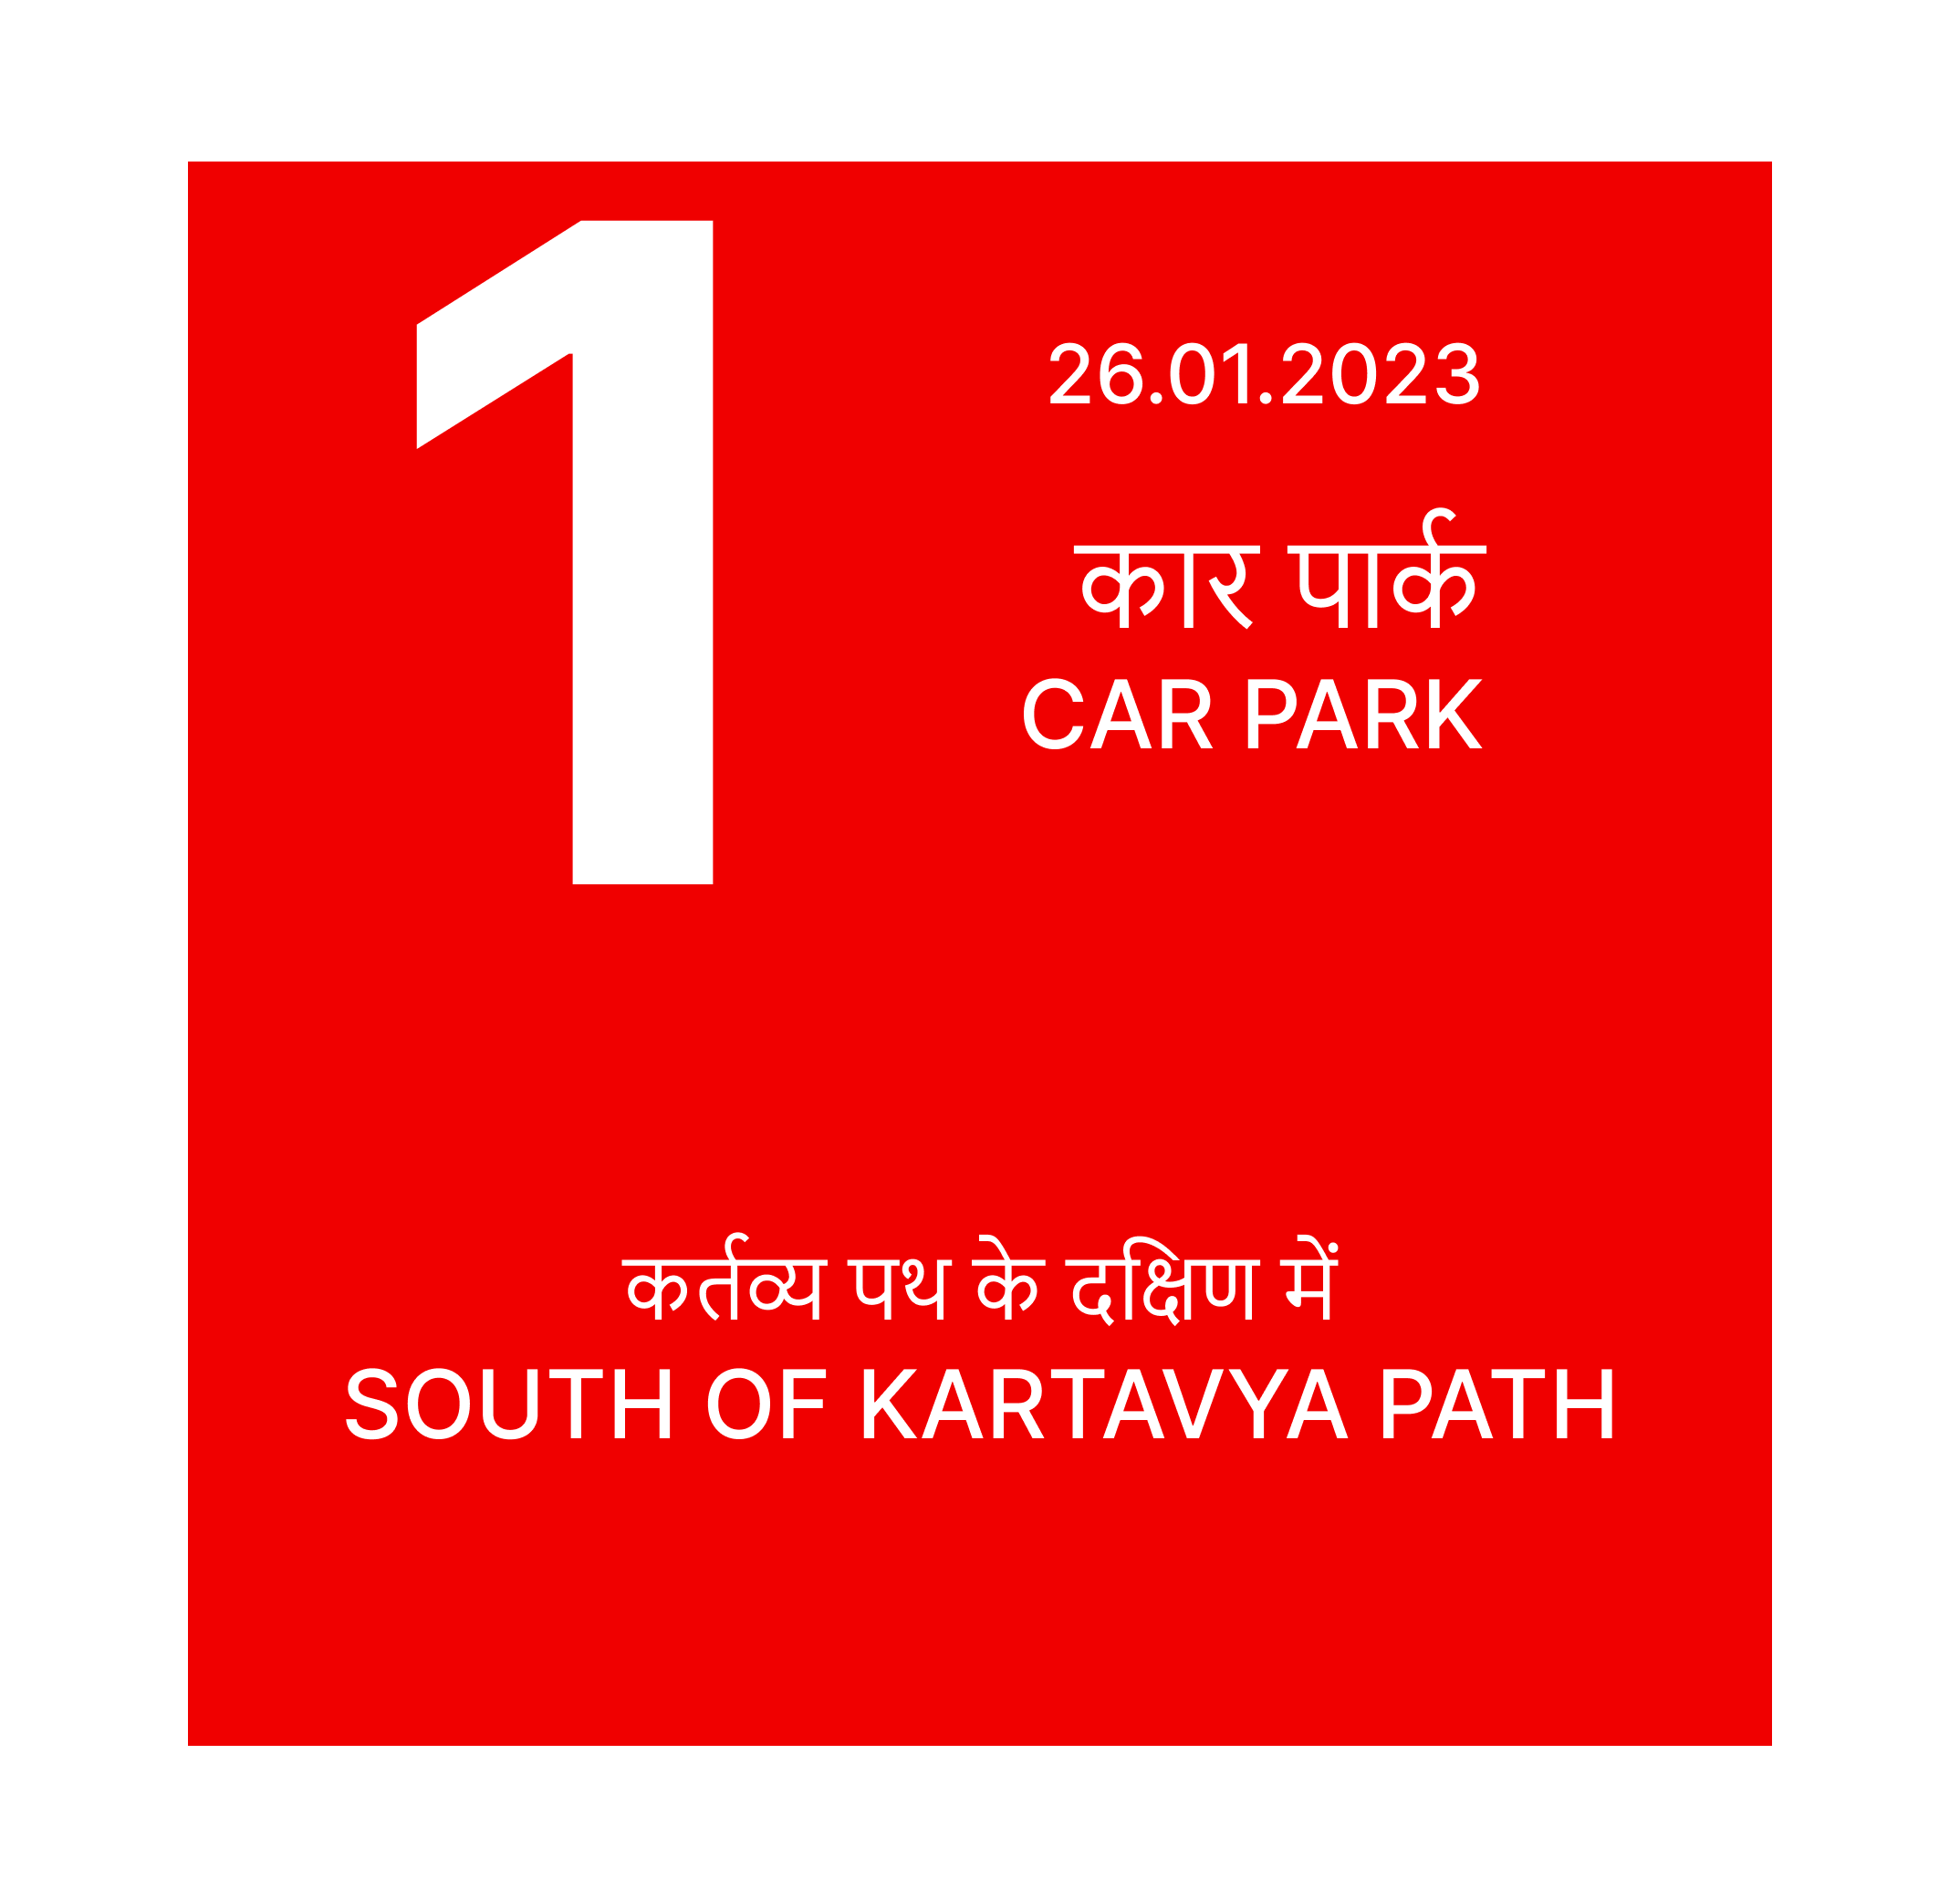 1
26.01.2023
कार पार्क
CAR PARK
कर्तव्य पथ के दक्षिण में
SOUTH OF KARTAVYA PATH